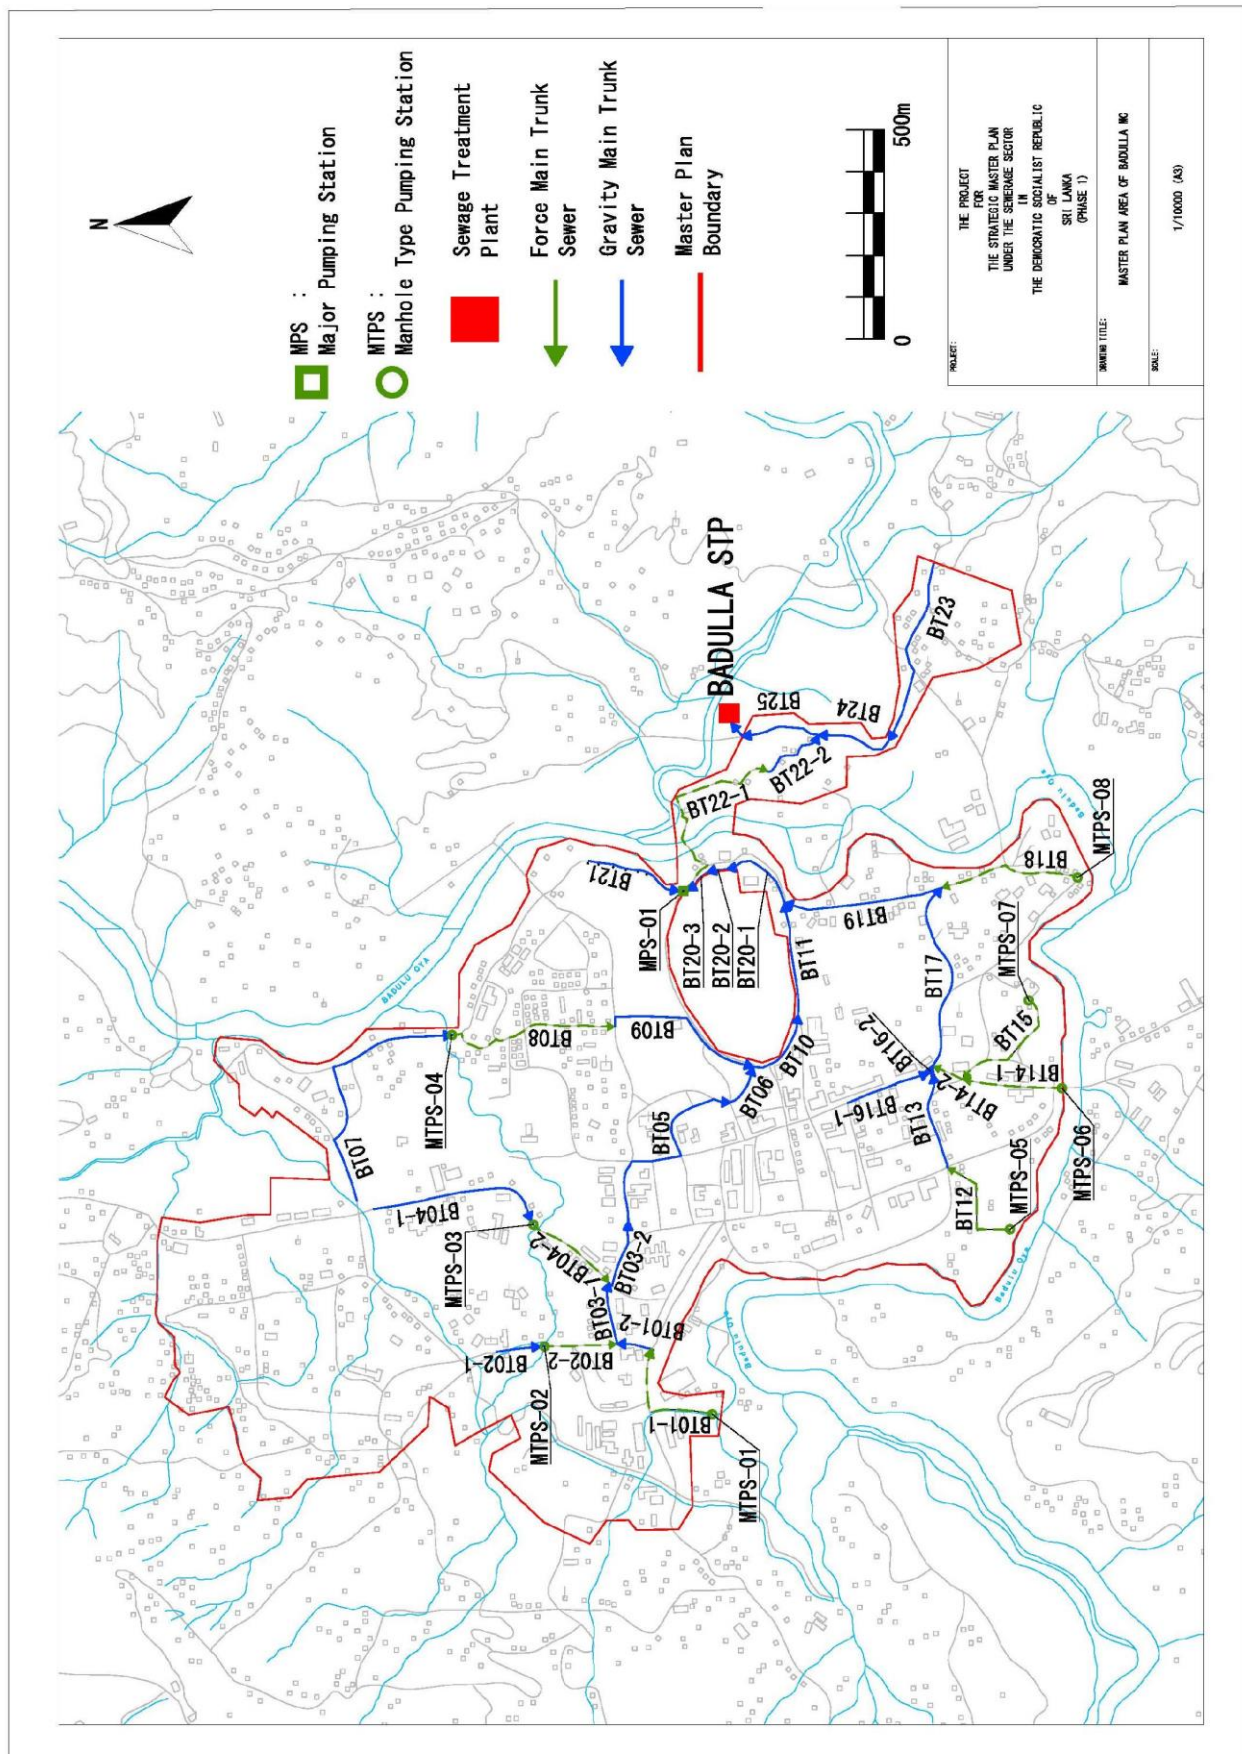 N
MPS :
Major Pumping Station
MTPS :
Manhole Type Pumping Station
Sewage Treatment
Plant
Force Main Trunk
Sewer
Gravity Main Trunk
Sewer
Master Plan
Boundary
0
500m
PROJECT:
THE PROJECT
FOR
THE STRATEGIC MASTER PLAN
UNDER THE SEWERAGE SECTOR
IN
THE DEMOCRATIC SOCIALIST REPUBLIC
OF
SRI LANKA
(PHASE 1)
DRAWING TITLE:
MASTER PLAN AREA OF BADULLA MC
SCALE:
1/10000 (A3)
BADULLA STP
BT25
BT24
BT23
BT22-1
BT22-2
BT21
MPS-01
BT20-3
BT20-2
BT20-1
BT19
BT18
MTPS-08
MTPS-07
BT17
BT11
BT10
BT09
BT08
BADULU OYA
MTPS-04
BT07
BT06
BT05
BT16-2
BT16-1
BT15
BT14-1
BT14-2
BT13
BT12
MTPS-05
MTPS-06
BT04-1
MTPS-03
BT04-2
BT03-2
BT03-1
BT02-1
BT02-2
MTPS-02
BT01-2
BT01-1
MTPS-01
Badulu Oya
Badulu Oya
Badulu Oya